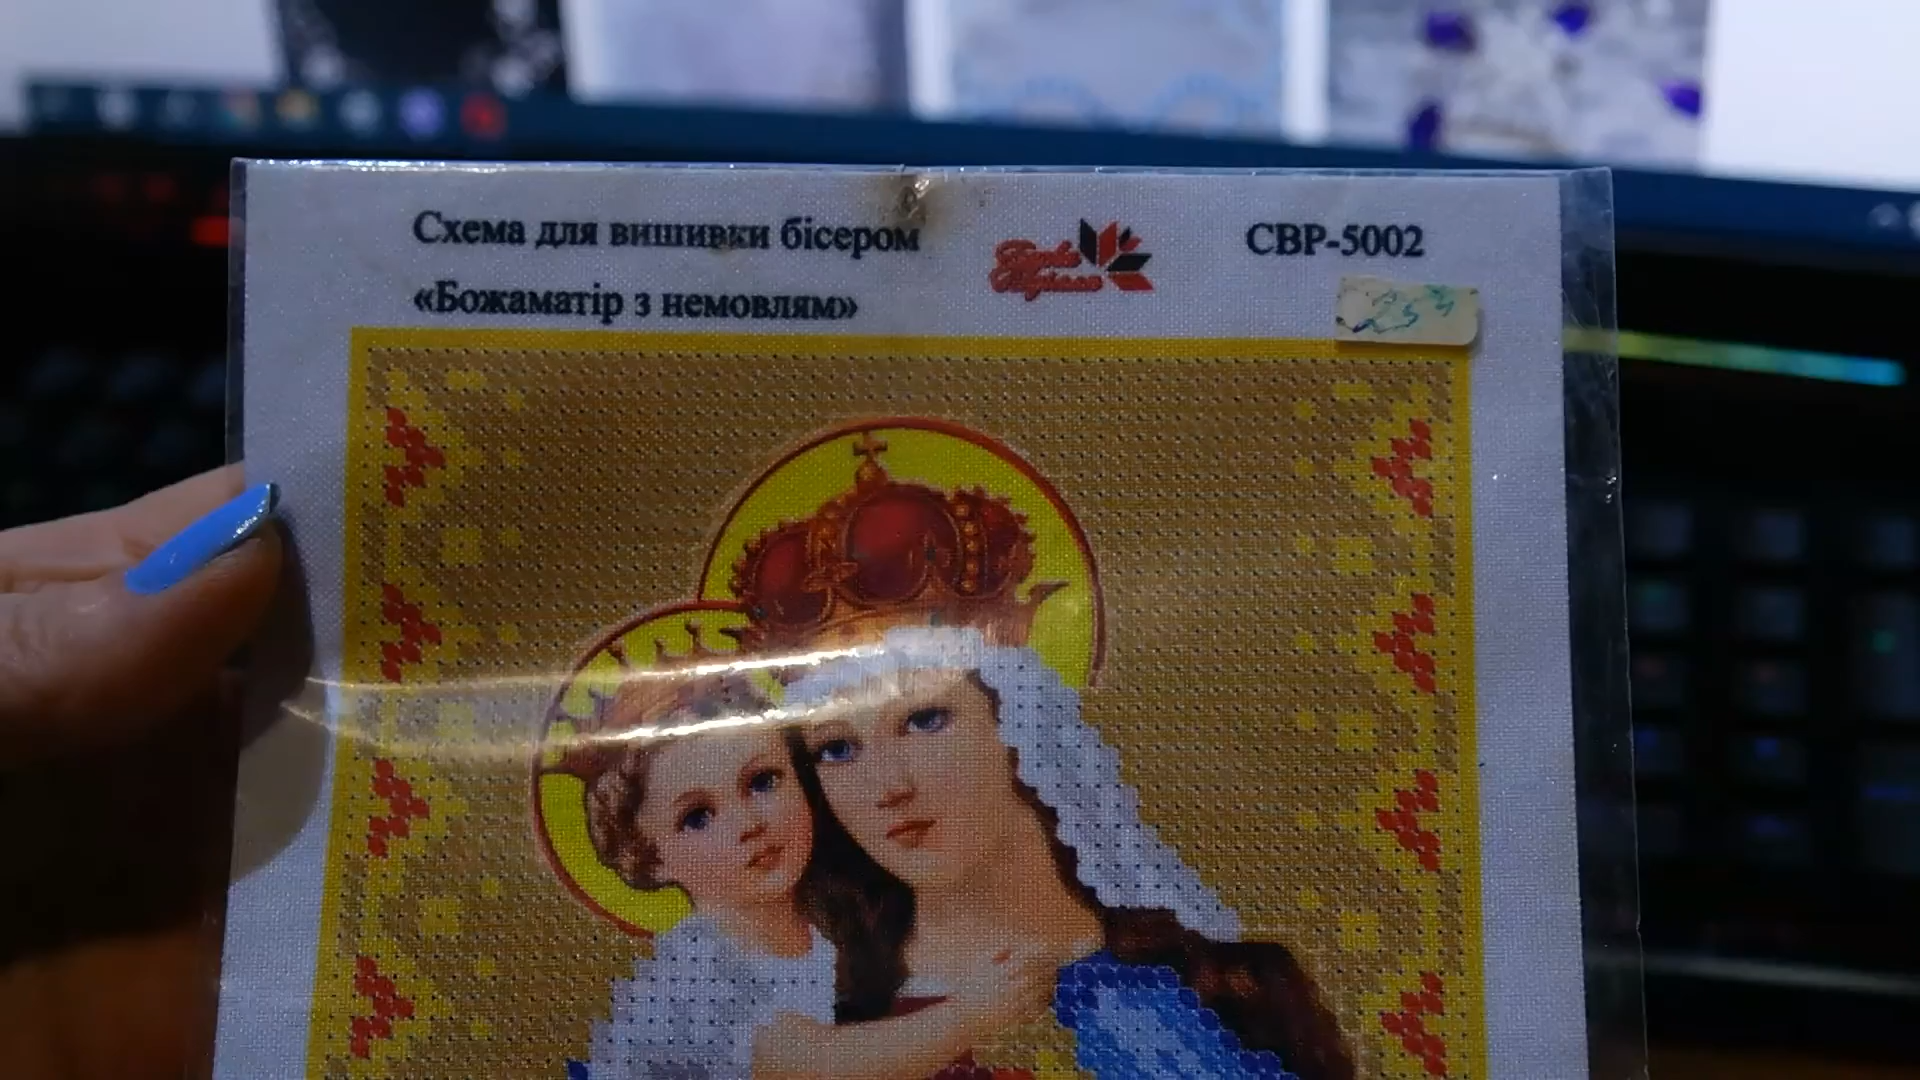 Схема для вишивки бісером
«Божаматір з немовлям»
СВР-5002